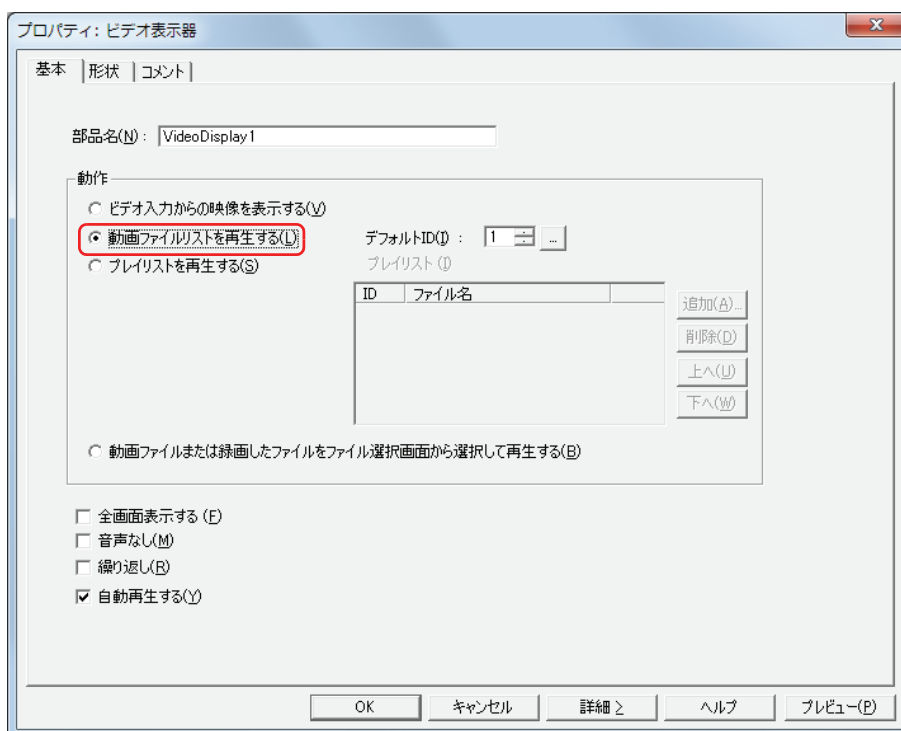 プロパティ: ビデオ表示器
基本 形状 コメント
部品名(N): VideoDisplay1
動作
ビデオ入力からの映像を表示する(V)
動画ファイルリストを再生する(L) デフォルトID(I): 1 ...
プレイリストを再生する(S) プレイリスト(I)
ID ファイル名
追加(A)...
削除(D)
上へ(U)
下へ(W)
動画ファイルまたは録画したファイルをファイル選択画面から選択して再生する(B)
全画面表示する(F)
音声なし(M)
繰り返し(R)
自動再生する(Y)
OK キャンセル 詳細 ≥ ヘルプ プレビュー(P)